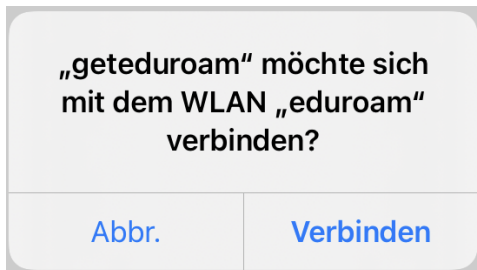 „geteduroam“ möchte sich
mit dem WLAN „eduroam“
verbinden?
Abbr.
Verbinden